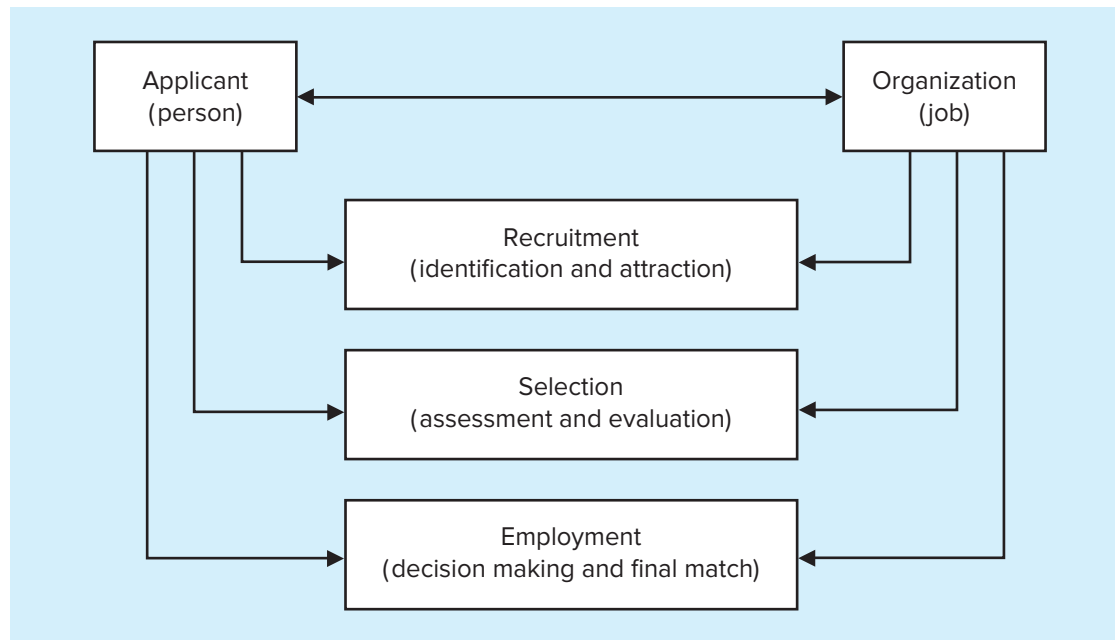 Applicant
(person)
Organization
(job)
Recruitment
(identification and attraction)
Selection
(assessment and evaluation)
Employment
(decision making and final match)